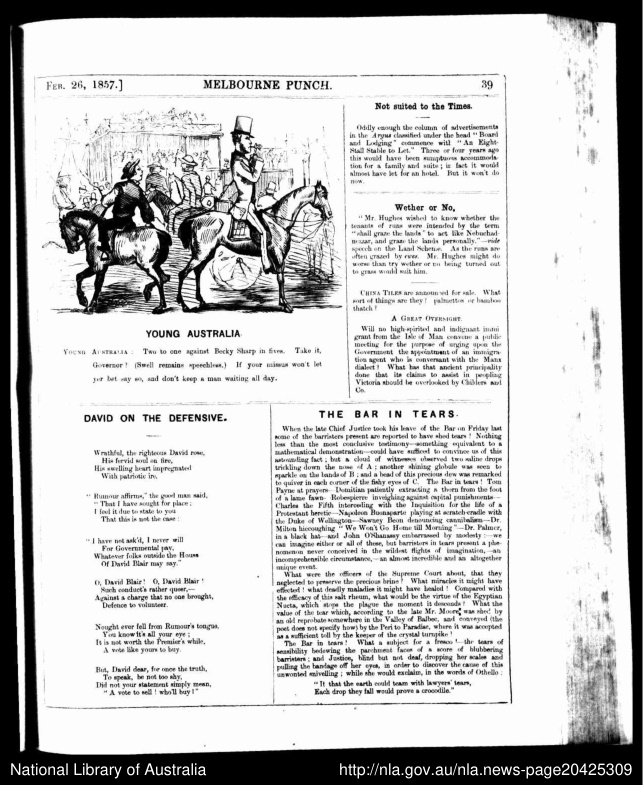 FEB. 26, 1857.]
MELBOURNE PUNCH.
39
YOUNG AUSTRALIA.
YOUNG AUSTRALIA : Two to one against Becky Sharp in fives. Take it,
Governor? (Swell remains speechless.) If your missus won't let
yer bet say so, and don't keep a man waiting all day.
Not suited to the Times.
Oddly enough the column of advertisements
in the Argus classified under the head "Board
and Lodging" commence with "An Eight-
Stall Stable to Let." Three or four years ago
this would have been sumptuous accommoda-
tion for a family and suite; in fact it would
almost have let for an hotel. But it won't do
now.
Wether or No,
"Mr. Hughes wished to know whether the
tenants of runs were intended by the term
"shall graze the lands" to act like Nebuchad-
nezzar, and graze the lands personally."—vide
speech on the Land Scheme. As the runs are
often grazed by ewes. Mr. Hughes might do
worse than try wether or no being turned out
to grass would suit him.
CHINA TILES are announced for sale. What
sort of things are they? palmettos or bamboo
thatch!
A GREAT OVERSIGHT.
Will no high-spirited and indignant immi
grant from the Isle of Man convene a public
meeting for the purpose of urging upon the
Government the appointment of an immigra-
tion agent who is conversant with the Manx
dialect? What has that ancient principality
done that its claims to assist in peopling
Victoria should be overlooked by Childers and
Co.
DAVID ON THE DEFENSIVE.
Wrathful, the righteous David rose,
His fervid soul on fire,
His swelling heart impregnated
With patriotic ire.
"Rumour affirms," the good man said,
"That I have sought for place;
I feel it due to state to you
That this is not the case:
"I have not ask'd, I never will
For Governmental pay,
Whatever folks outside the House
Of David Blair may say."
O, David Blair! O, David Blair!
Such conduct's rather queer,—
Against a charge that no one brought,
Defence to volunteer.
Nought ever fell from Rumour's tongue,
You know it's all your eye;
It is not worth the Premier's while,
A vote like yours to buy.
But, David dear, for once the truth,
To speak, be not too shy,
Did not your statement simply mean,
"A vote to sell! who'll buy!"
THE BAR IN TEARS.
When the late Chief Justice took his leave of the Bar on Friday last
some of the barristers present are reported to have shed tears! Nothing
less than the most conclusive testimony—something equivalent to a
mathematical demonstration—could have sufficed to convince us of this
astounding fact; but a cloud of witnesses observed two saline drops
trickling down the nose of A; another shining globule was seen to
sparkle on the bands of B; and a bead of this precious dew was remarked
to quiver in each corner of the fishy eyes of C. The Bar in tears! Tom
Payne at prayers—Domitian patiently extracting a thorn from the foot
of a lame fawn—Robespierre inveighing against capital punishments—
Charles the Fifth interceding with the Inquisition for the life of a
Protestant heretic—Napoleon Buonaparte playing at scratch-cradle with
the Duke of Wellington—Sawney Bean denouncing cannibalism—Dr.
Milton hiccoughing "We Won't Go Home till Morning"—Dr. Palmer,
in a black hat—and John O'Shanassy embarrassed by modesty:—we
can imagine either or all of these, but barristers in tears present a phe-
nomenon never conceived in the wildest flights of imagination,—an
incomprehensible circumstance,—an almost incredible and an altogether
unique event.
What were the officers of the Supreme Court about, that they
neglected to preserve the precious brine? What miracles it might have
effected! what deadly maladies it might have healed! Compared with
the efficacy of this salt rheum, what would be the virtue of the Egyptian
Nucta, which stops the plague the moment it descends? What the
value of the tear which, according to the late Mr. Moore, was shed by
an old reprobate somewhere in the Valley of Balbec, and conveyed (the
poet does not specify how) by the Peri to Paradise, where it was accepted
as a sufficient toll by the keeper of the crystal turnpike!
The Bar in tears! What a subject for a fresco!—the tears of
sensibility bedewing the parchment faces of a score of blubbering
barristers; and Justice, blind but not deaf, dropping her scales and
pulling the bandage off her eyes, in order to discover the cause of this
unwonted snivelling; while she would exclaim, in the words of Othello:
"If that the earth could teem with lawyers' tears,
Each drop they fall would prove a crocodile."
National Library of Australia
http://nla.gov.au/nla.news-page20425309